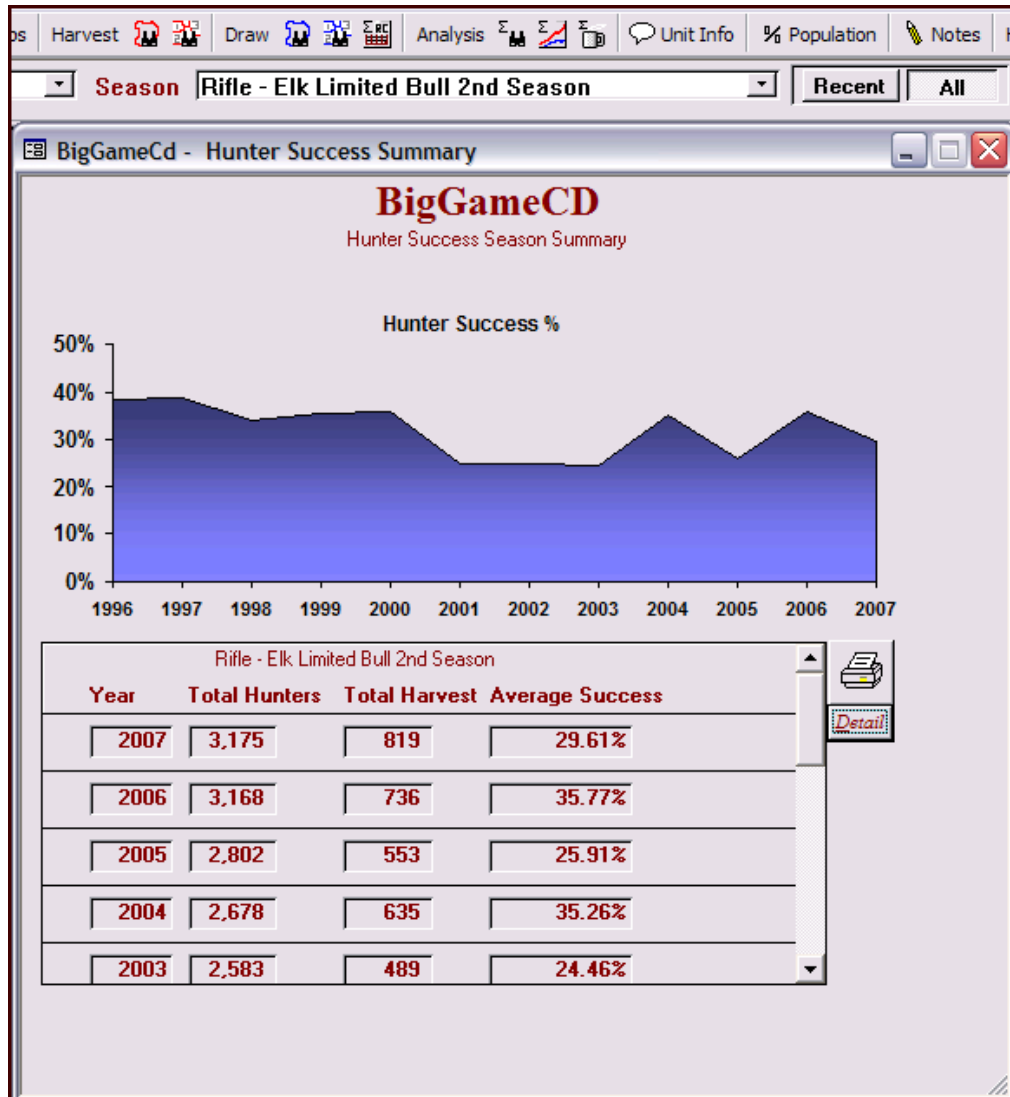 os Harvest Draw Analysis Unit Info % Population Notes H
Season Rifle - Elk Limited Bull 2nd Season Recent All
BigGameCd - Hunter Success Summary
BigGameCD
Hunter Success Season Summary
Hunter Success %
50%
40%
30%
20%
10%
0%
1996 1997 1998 1999 2000 2001 2002 2003 2004 2005 2006 2007
Rifle - Elk Limited Bull 2nd Season
Year Total Hunters Total Harvest Average Success
Detail
2007 3,175 819 29.61%
2006 3,168 736 35.77%
2005 2,802 553 25.91%
2004 2,678 635 35.26%
2003 2,583 489 24.46%